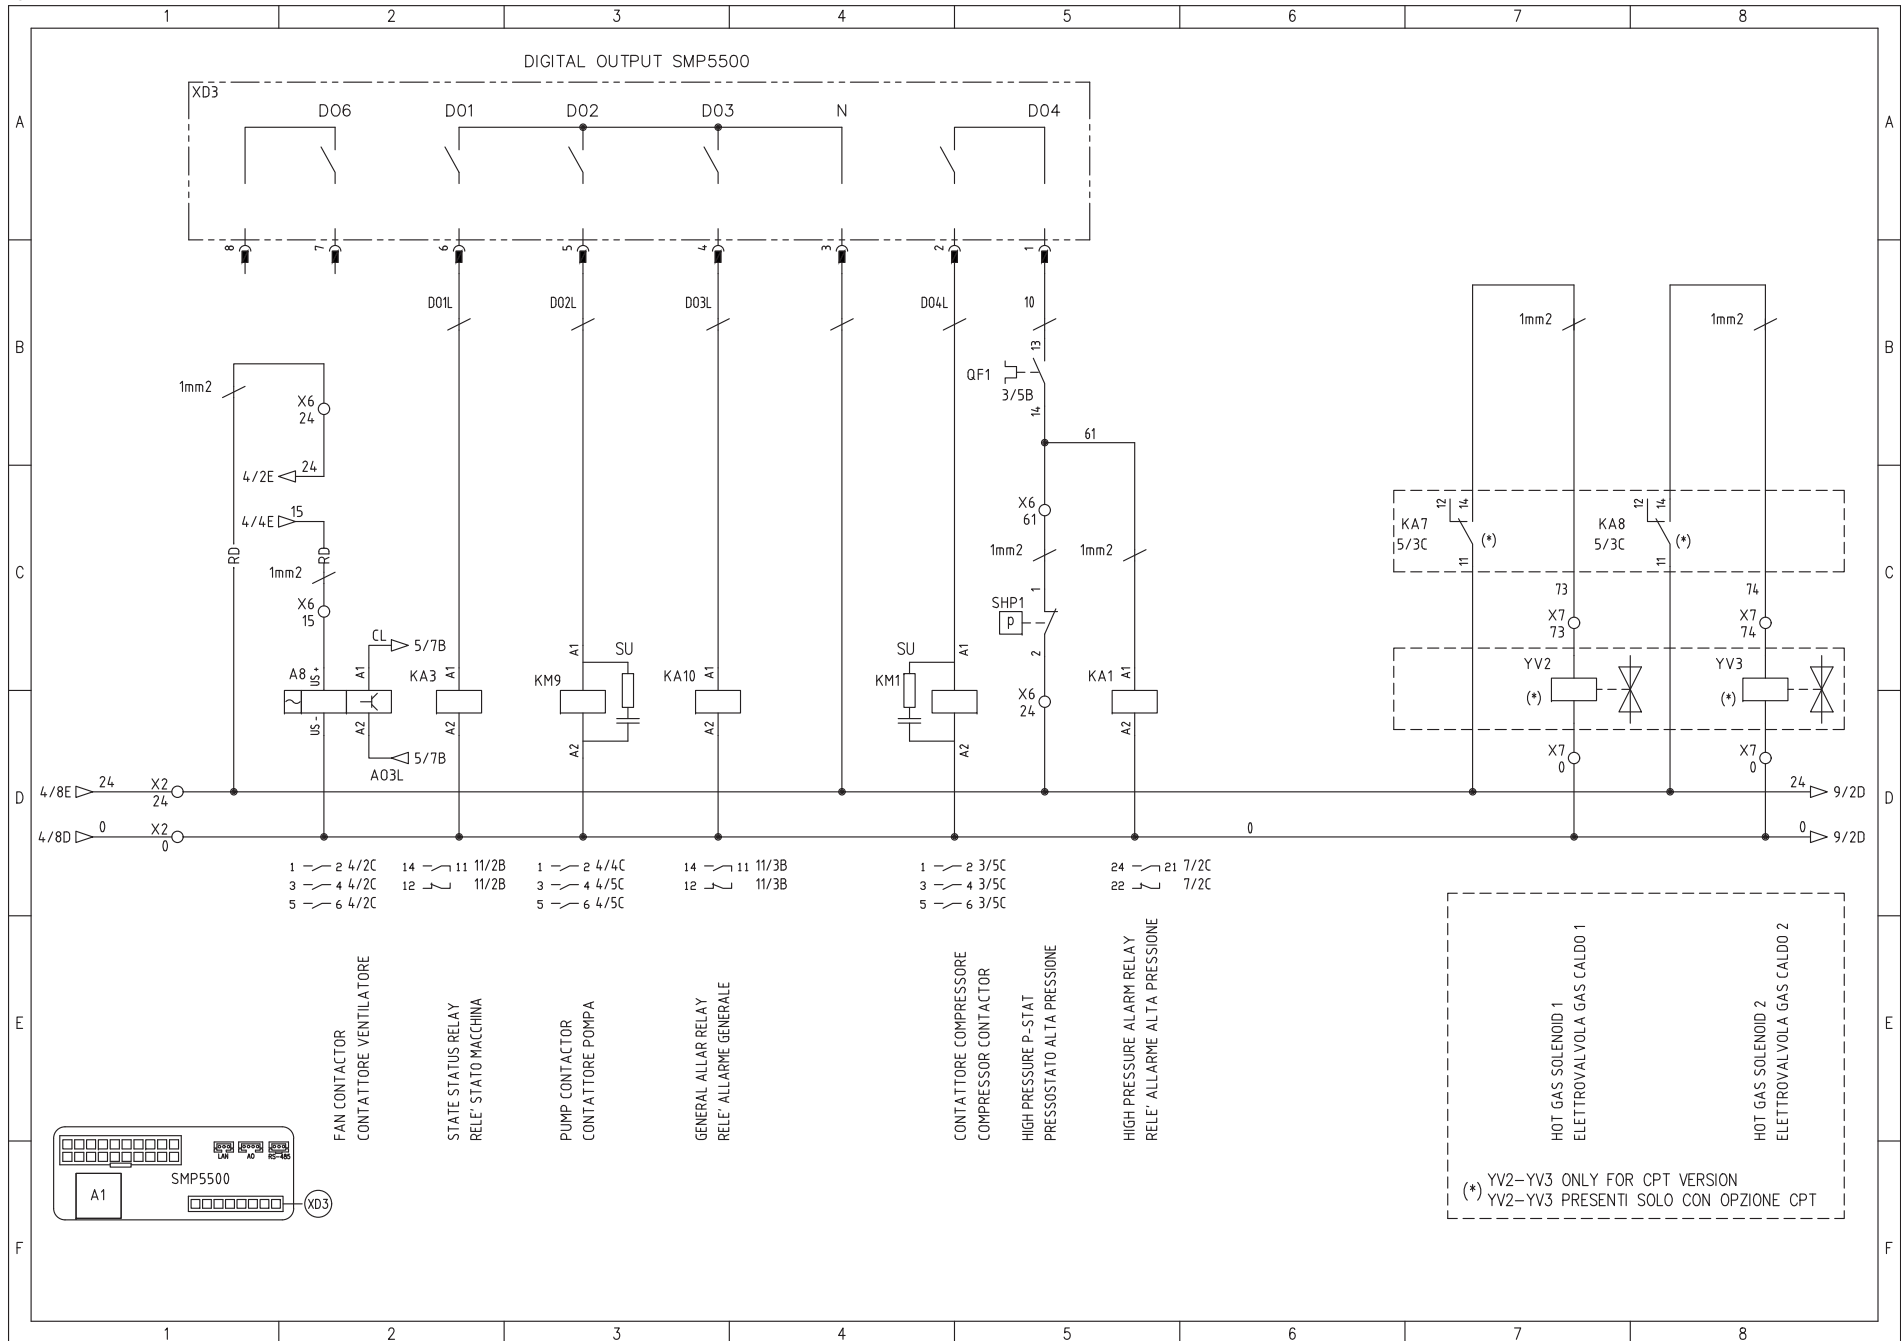 1 2 3 4 5 6 7 8
DIGITAL OUTPUT SMP5500
XD3
DO6 DO1 DO2 DO3 N DO4
A A
8 7 6 5 4 3 2 1
DO1L DO2L DO3L DO4L 10
1mm2 1mm2
B B
13
QF1
3/5B
14
1mm2
X6
24
61
4/2E 24
4/4E 15
RD RD
1mm2
X6
15
X6
61
1mm2 1mm2
12 14
KA7
5/3C
(*)
11
12 14
KA8
5/3C
(*)
11
C C
73 74
X7
73
X7
74
1
SHP1
P
2
CL 5/7B
A8 US+ A1
US- A2
5/7B
AO3L
KA3 A1
A2
KM9 A1
A2
SU
KA10 A1
A2
SU
KM1 A1
A2
X6
24
KA1 A1
A2
YV2
(*)
YV3
(*)
X7
0
X7
0
D D
4/8E 24 X2
24
24 9/2D
4/8D 0 X2
0
0
0 9/2D
1 2 4/2C
3 4 4/2C
5 6 4/2C
14 11 11/2B
12 11/2B
1 2 4/4C
3 4 4/5C
5 6 4/5C
14 11 11/3B
12 11/3B
1 2 3/5C
3 4 3/5C
5 6 3/5C
24 21 7/2C
22 7/2C
E E
FAN CONTACTOR
CONTATTORE VENTILATORE
STATE STATUS RELAY
RELE' STATO MACCHINA
PUMP CONTACTOR
CONTATTORE POMPA
GENERAL ALLAR RELAY
RELE' ALLARME GENERALE
CONTATTORE COMPRESSORE
COMPRESSOR CONTACTOR
HIGH PRESSURE P-STAT
PRESSOSTATO ALTA PRESSIONE
HIGH PRESSURE ALARM RELAY
RELE' ALLARME ALTA PRESSIONE
HOT GAS SOLENOID 1
ELETTROVALVOLA GAS CALDO 1
HOT GAS SOLENOID 2
ELETTROVALVOLA GAS CALDO 2
LAN AO RS-485
SMP5500
A1
XD3
(*) YV2-YV3 ONLY FOR CPT VERSION
YV2-YV3 PRESENTI SOLO CON OPZIONE CPT
F F
1 2 3 4 5 6 7 8